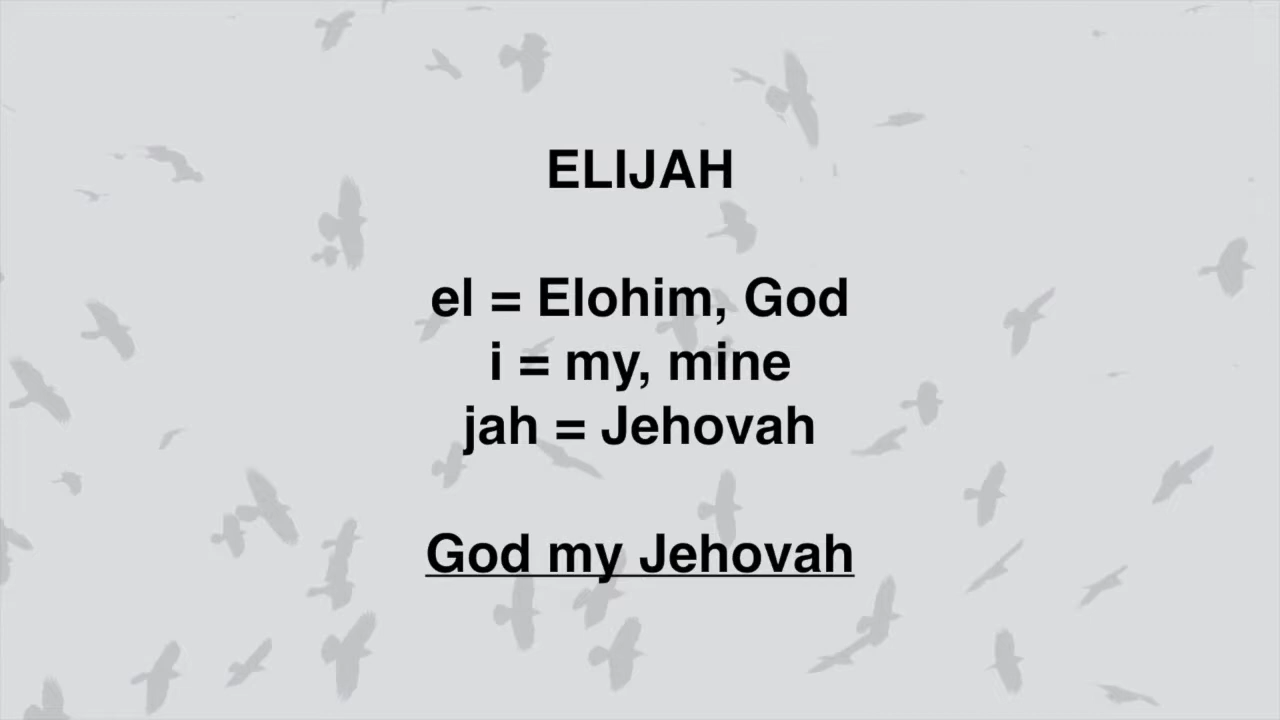 ELIJAH
el = Elohim, God
i = my, mine
jah = Jehovah
God my Jehovah